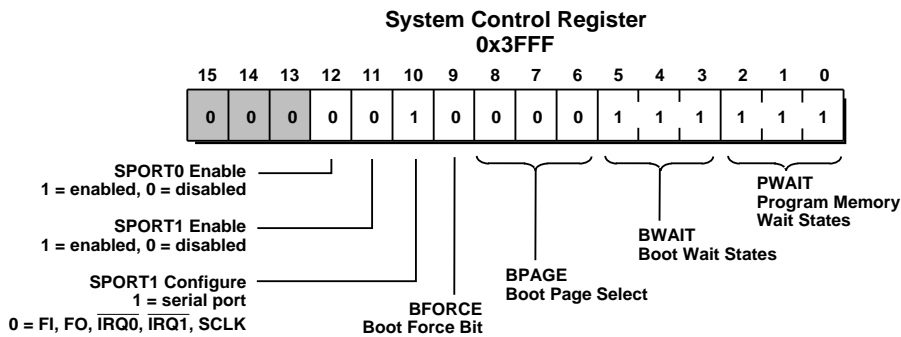 System Control Register
0x3FFF
15 14 13 12 11 10 9 8 7 6 5 4 3 2 1 0
0 0 0 0 0 1 0 0 0 0 1 1 1 1 1 1
SPORT0 Enable
1 = enabled, 0 = disabled
SPORT1 Enable
1 = enabled, 0 = disabled
SPORT1 Configure
1 = serial port
0 = FI, FO, IRQ0, IRQ1, SCLK
BFORCE
Boot Force Bit
BPAGE
Boot Page Select
BWAIT
Boot Wait States
PWAIT
Program Memory
Wait States